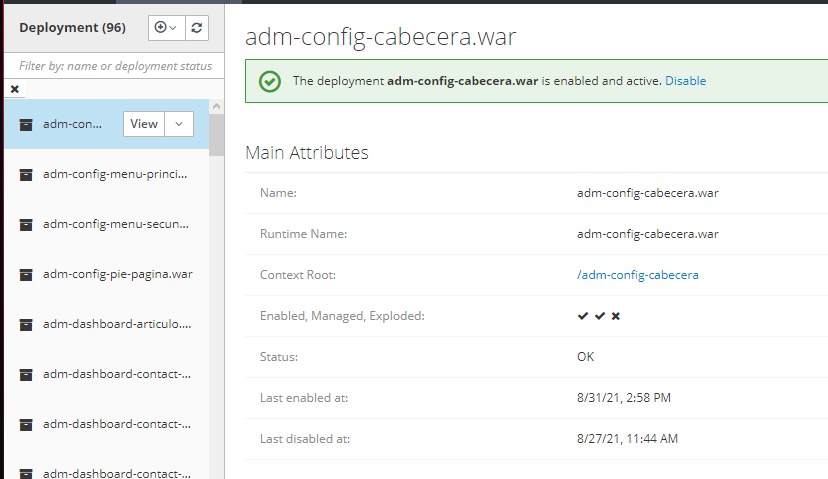 Deployment (96)
Filter by: name or deployment status
adm-con... View
adm-config-menu-princi...
adm-config-menu-secun...
adm-config-pie-pagina.war
adm-dashboard-articulo....
adm-dashboard-contact-...
adm-dashboard-contact-...
adm-dashboard-contact-...
adm-config-cabecera.war
The deployment adm-config-cabecera.war is enabled and active. Disable
Main Attributes
Name: adm-config-cabecera.war
Runtime Name: adm-config-cabecera.war
Context Root: /adm-config-cabecera
Enabled, Managed, Exploded:
Status: OK
Last enabled at: 8/31/21, 2:58 PM
Last disabled at: 8/27/21, 11:44 AM